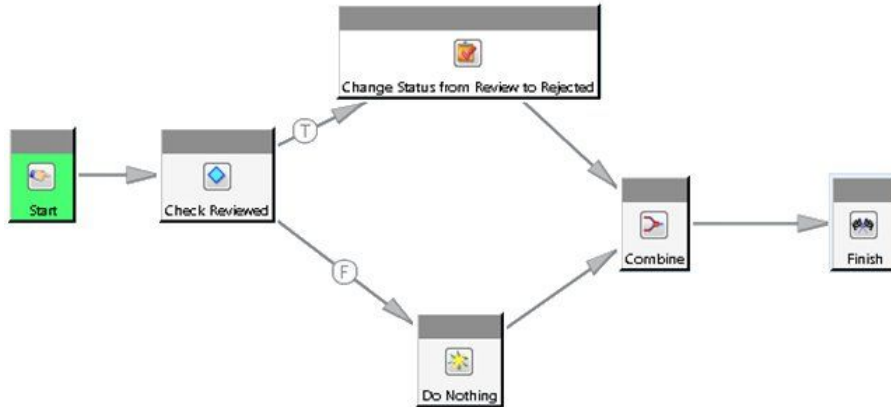 Change Status from Review to Rejected
T
Start
Check Reviewed
Combine
Finish
F
Do Nothing